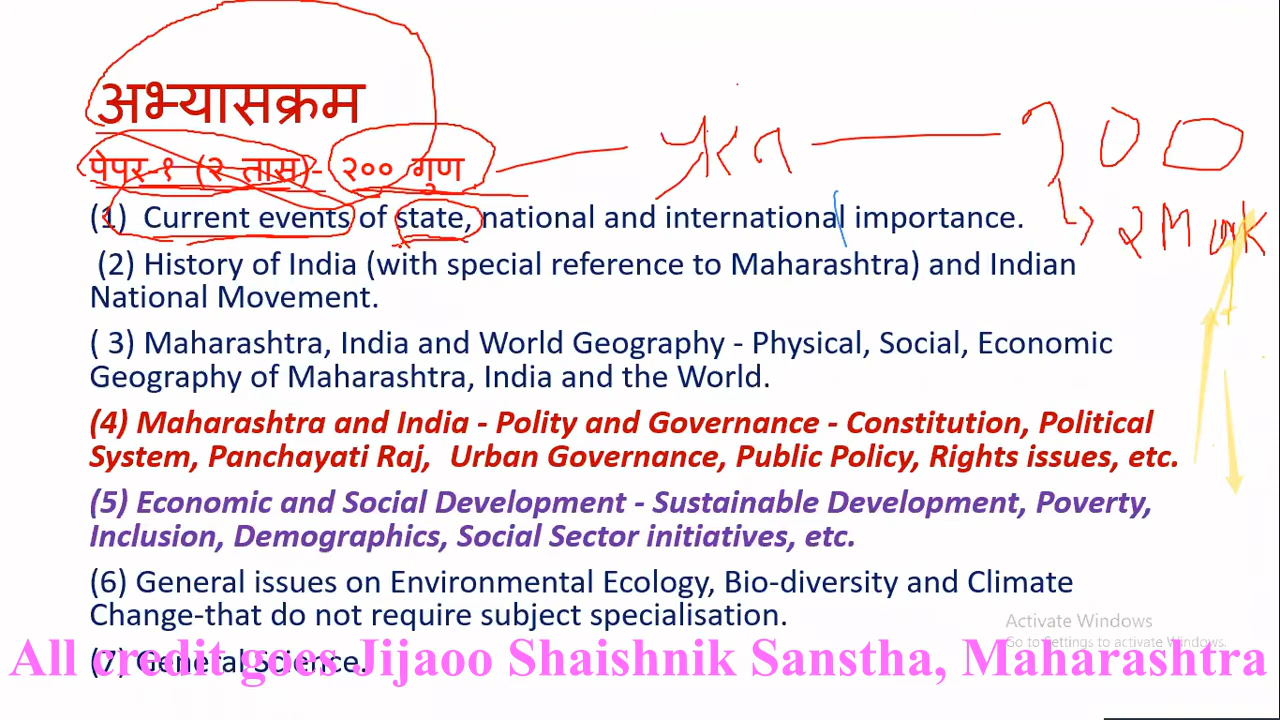 अभ्यासक्रम
पेपर-१ (२ तास)- २०० गुण
(1) Current events of state, national and international importance.
2 Mark
(2) History of India (with special reference to Maharashtra) and Indian
National Movement.
( 3) Maharashtra, India and World Geography - Physical, Social, Economic
Geography of Maharashtra, India and the World.
(4) Maharashtra and India - Polity and Governance - Constitution, Political
System, Panchayati Raj, Urban Governance, Public Policy, Rights issues, etc.
(5) Economic and Social Development - Sustainable Development, Poverty,
Inclusion, Demographics, Social Sector initiatives, etc.
(6) General issues on Environmental Ecology, Bio-diversity and Climate
Change-that do not require subject specialisation.
Activate Windows
Go to Settings to activate Windows.
(7) General Science.
All credit goes Jijaoo Shaishnik Sanstha, Maharashtra